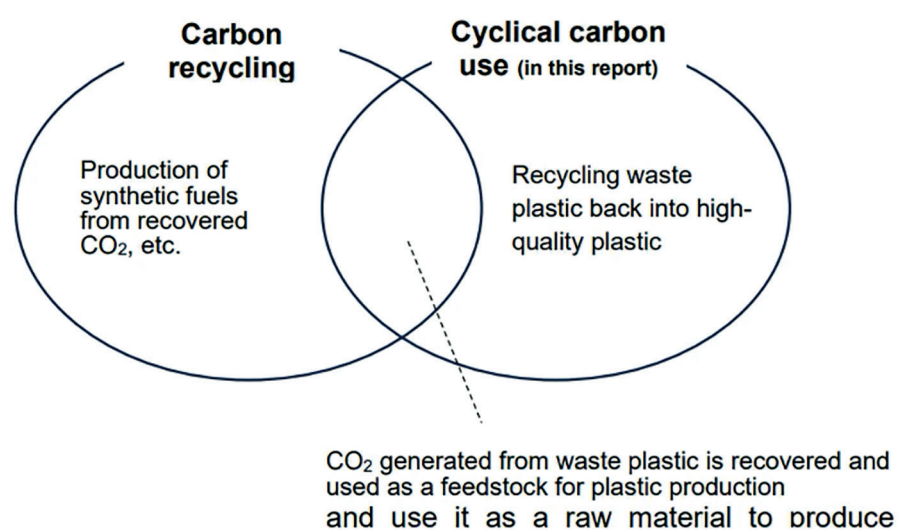 Carbon
recycling
Cyclical carbon
use (in this report)
Production of
synthetic fuels
from recovered
CO₂, etc.
Recycling waste
plastic back into high-
quality plastic
CO₂ generated from waste plastic is recovered and
used as a feedstock for plastic production
and use it as a raw material to produce